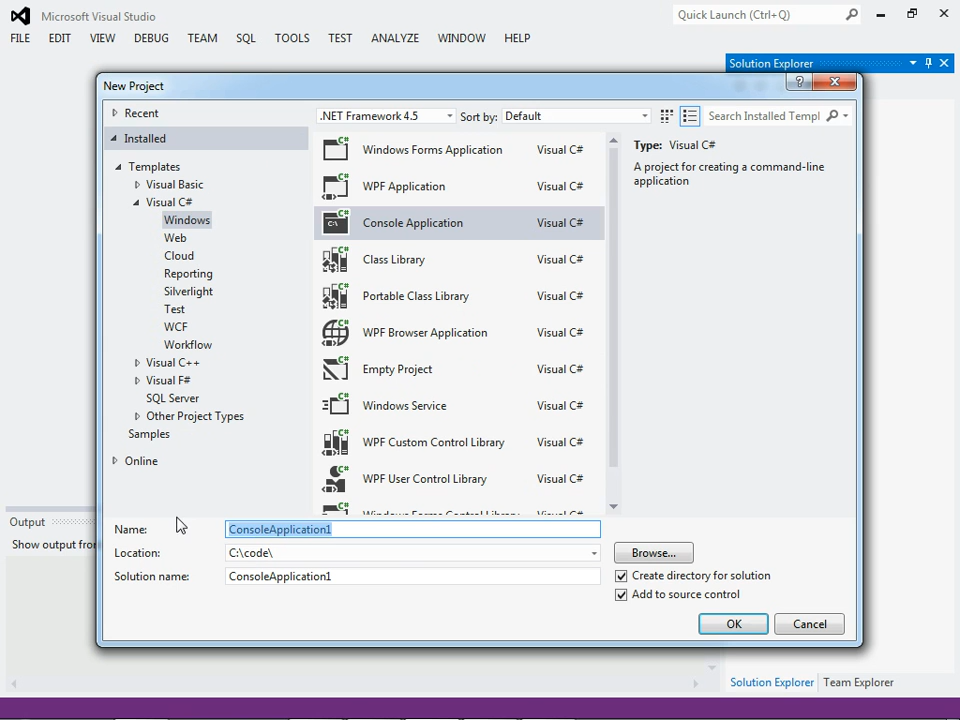 Microsoft Visual Studio
Quick Launch (Ctrl+Q)
FILE EDIT VIEW DEBUG TEAM SQL TOOLS TEST ANALYZE WINDOW HELP
Solution Explorer
New Project
Recent
.NET Framework 4.5
Sort by: Default
Search Installed Templ
Installed
Templates
Visual Basic
Visual C#
Windows
Web
Cloud
Reporting
Silverlight
Test
WCF
Workflow
Visual C++
Visual F#
SQL Server
Other Project Types
Samples
Online
Windows Forms Application Visual C#
WPF Application Visual C#
Console Application Visual C#
Class Library Visual C#
Portable Class Library Visual C#
WPF Browser Application Visual C#
Empty Project Visual C#
Windows Service Visual C#
WPF Custom Control Library Visual C#
WPF User Control Library Visual C#
Windows Forms Control Library Visual C#
Type: Visual C#
A project for creating a command-line
application
Output
Show output from
Name: ConsoleApplication1
Location: C:\code\
Browse...
Solution name: ConsoleApplication1
Create directory for solution
Add to source control
OK
Cancel
Solution Explorer Team Explorer